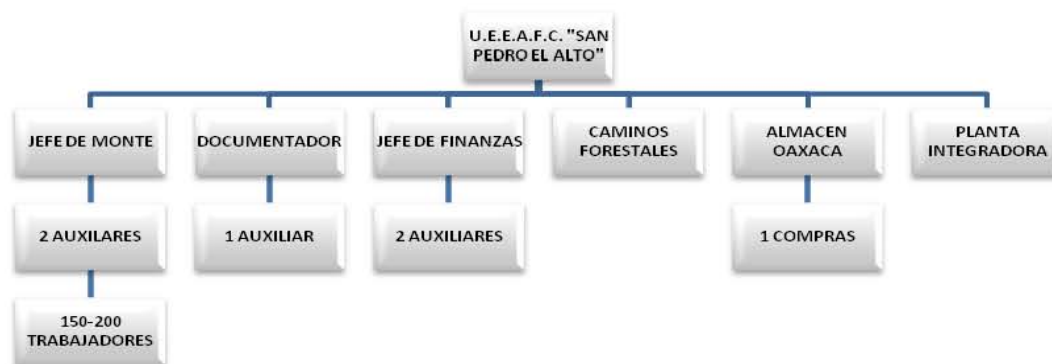 U.E.E.A.F.C. "SAN
PEDRO EL ALTO"
JEFE DE MONTE
DOCUMENTADOR
JEFE DE FINANZAS
CAMINOS
FORESTALES
ALMACEN
OAXACA
PLANTA
INTEGRADORA
2 AUXILARES
1 AUXILIAR
2 AUXILIARES
1 COMPRAS
150-200
TRABAJADORES